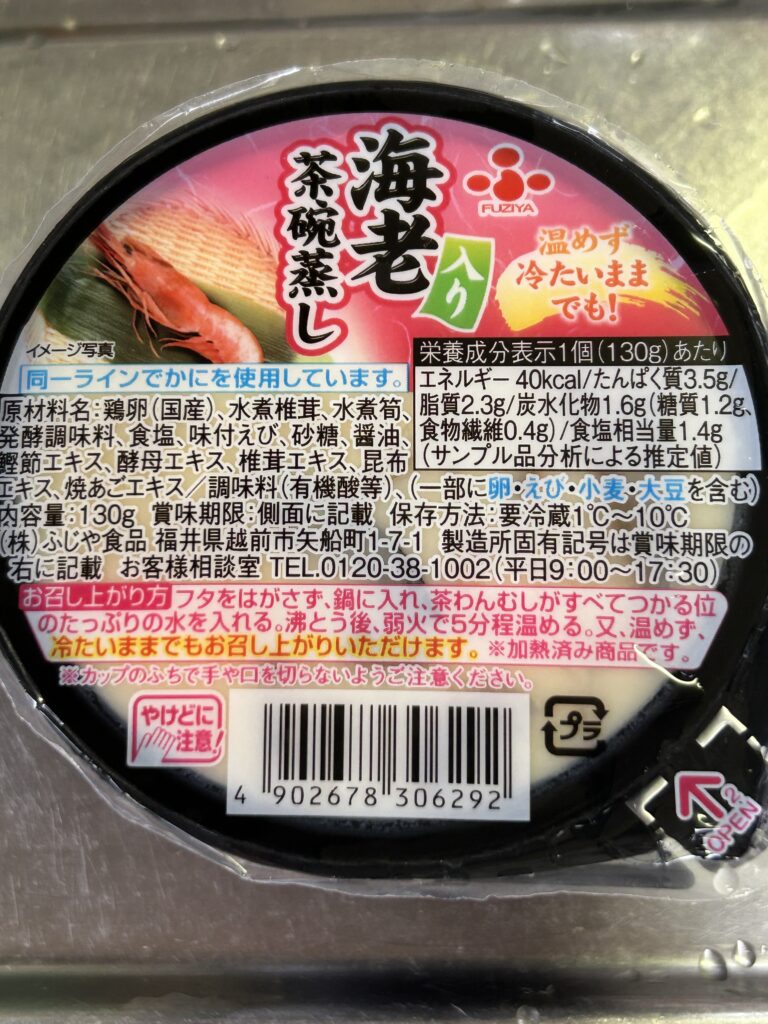 海老
入り
茶碗蒸し
FUZIYA
温めず
冷たいまま
でも!
イメージ写真
同一ラインでかにを使用しています。
栄養成分表示1個(130g)あたり
エネルギー 40kcal/たんぱく質3.5g/
脂質2.3g/炭水化物1.6g(糖質1.2g、
食物繊維0.4g)/食塩相当量1.4g
(サンプル品分析による推定値)
原材料名:鶏卵(国産)、水煮椎茸、水煮筍、
発酵調味料、食塩、味付えび、砂糖、醤油、
鰹節エキス、酵母エキス、椎茸エキス、昆布
エキス、焼あごエキス/調味料(有機酸等)、(一部に卵・えび・小麦・大豆を含む)
内容量:130g 賞味期限:側面に記載 保存方法:要冷蔵1℃~10℃
(株)ふじや食品 福井県越前市矢船町1-7-1 製造所固有記号は賞味期限の
右に記載 お客様相談室 TEL.0120-38-1002(平日9:00~17:30)
お召し上がり方 フタをはがさず、鍋に入れ、茶わんむしがすべてつかる位
のたっぷりの水を入れる。沸とう後、弱火で5分程温める。又、温めず、
冷たいままでもお召し上がりいただけます。※加熱済み商品です。
※カップのふちで手や口を切らないようご注意ください。
やけどに
注意!
プラ
4 902678 306292
2.
OPEN